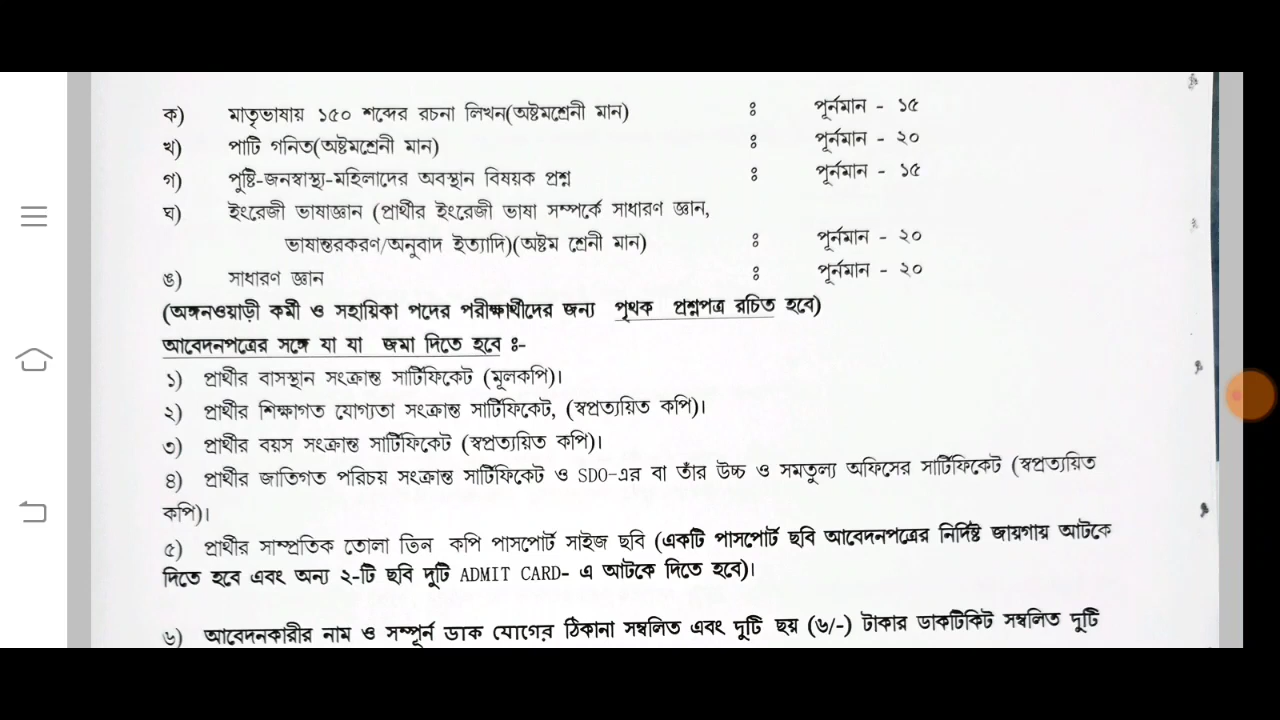 ক) মাতৃভাষায় ১৫০ শব্দের রচনা লিখন(অষ্টমশ্রেনী মান) ঃ পূর্নমান - ১৫
খ) পাটি গনিত(অষ্টমশ্রেনী মান) ঃ পূর্নমান - ২০
গ) পুষ্টি-জনস্বাস্থ্য-মহিলাদের অবস্থান বিষয়ক প্রশ্ন ঃ পূর্নমান - ১৫
ঘ) ইংরেজী ভাষাজ্ঞান (প্রার্থীর ইংরেজী ভাষা সম্পর্কে সাধারণ জ্ঞান,
ভাষান্তরকরণ/অনুবাদ ইত্যাদি)(অষ্টম শ্রেনী মান) ঃ পূর্নমান - ২০
ঙ) সাধারণ জ্ঞান ঃ পূর্নমান - ২০
(অঙ্গনওয়াড়ী কর্মী ও সহায়িকা পদের পরীক্ষার্থীদের জন্য পৃথক প্রশ্নপত্র রচিত হবে)
আবেদনপত্রের সঙ্গে যা যা জমা দিতে হবে ঃ-
১) প্রার্থীর বাসস্থান সংক্রান্ত সার্টিফিকেট (মূলকপি)।
২) প্রার্থীর শিক্ষাগত যোগ্যতা সংক্রান্ত সার্টিফিকেট, (স্বপ্রত্যয়িত কপি)।
৩) প্রার্থীর বয়স সংক্রান্ত সার্টিফিকেট (স্বপ্রত্যয়িত কপি)।
৪) প্রার্থীর জাতিগত পরিচয় সংক্রান্ত সার্টিফিকেট ও SDO-এর বা তাঁর উচ্চ ও সমতুল্য অফিসের সার্টিফিকেট (স্বপ্রত্যয়িত
কপি)।
৫) প্রার্থীর সাম্প্রতিক তোলা তিন কপি পাসপোর্ট সাইজ ছবি (একটি পাসপোর্ট ছবি আবেদনপত্রের নির্দিষ্ট জায়গায় আটকে
দিতে হবে এবং অন্য ২-টি ছবি দুটি ADMIT CARD- এ আটকে দিতে হবে)।
৬) আবেদনকারীর নাম ও সম্পূর্ন ডাক যোগের ঠিকানা সম্বলিত এবং দুটি ছয় (৬/-) টাকার ডাকটিকিট সম্বলিত দুটি